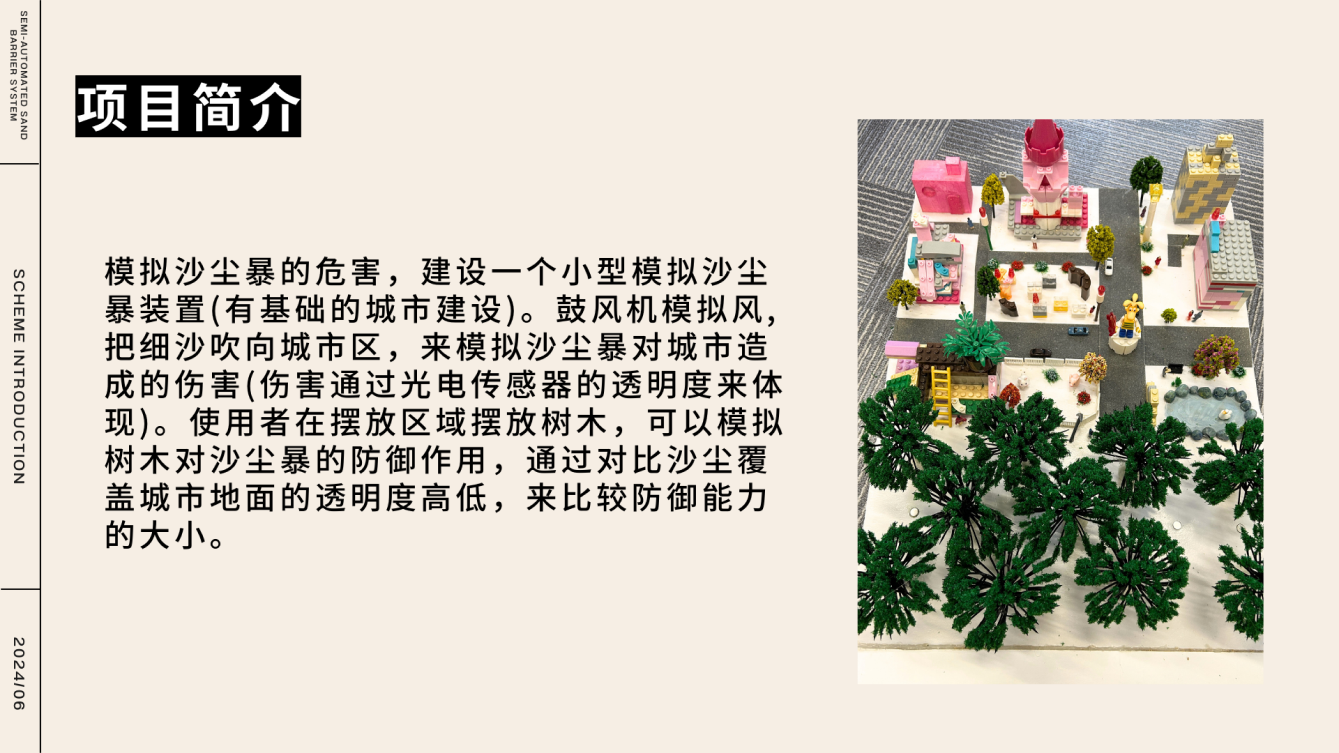 SEMI-AUTOMATED SAND
BARRIER SYSTEM
SCHEME INTRODUCTION
2024/06
项目简介
模拟沙尘暴的危害，建设一个小型模拟沙尘
暴装置(有基础的城市建设)。鼓风机模拟风，
把细沙吹向城市区，来模拟沙尘暴对城市造
成的伤害(伤害通过光电传感器的透明度来体
现)。使用者在摆放区域摆放树木，可以模拟
树木对沙尘暴的防御作用，通过对比沙尘覆
盖城市地面的透明度高低，来比较防御能力
的大小。